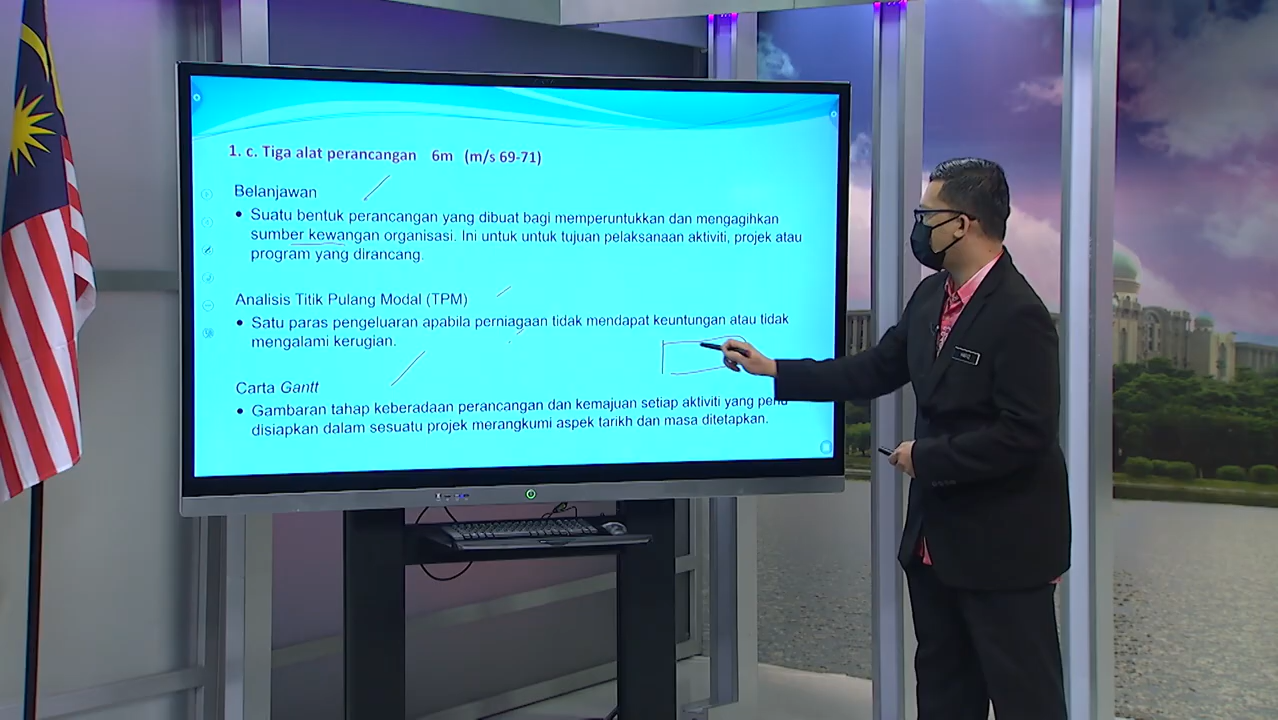 1. c. Tiga alat perancangan 6m (m/s 69-71)
Belanjawan
• Suatu bentuk perancangan yang dibuat bagi memperuntukkan dan mengagihkan
sumber kewangan organisasi. Ini untuk untuk tujuan pelaksanaan aktiviti, projek atau
program yang dirancang.
Analisis Titik Pulang Modal (TPM)
• Satu paras pengeluaran apabila perniagaan tidak mendapat keuntungan atau tidak
mengalami kerugian.
Carta Gantt
• Gambaran tahap keberadaan perancangan dan kemajuan setiap aktiviti yang
disiapkan dalam sesuatu projek merangkumi aspek tarikh dan masa ditetapkan.